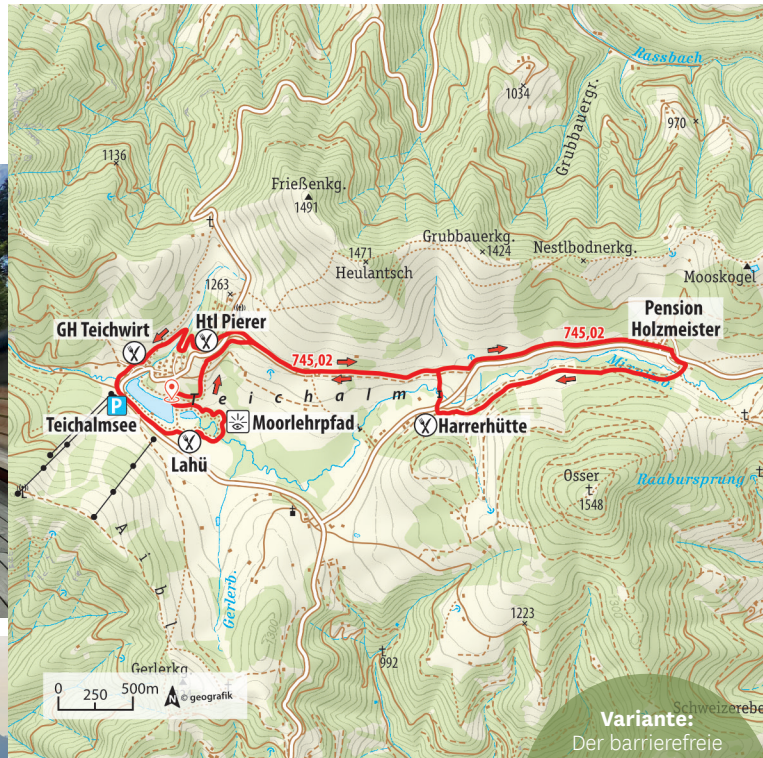 Rassbach
1034
970
Grubbauergr.
1136
Frießenkg.
1491
Grubbauerkg.
1424
1471
Heulantsch
Nestlbodnerkg.
Mooskogel
1263
Pension
Holzmeister
GH Teichwirt
Htl Pierer
745,02
745,02
Teichalm
P
Teichalmsee
Moorlehrpfad
Harrerhütte
Lahü
Osser
1548
Raabursprung
Aibl
Gerlerb.
1300
1223
992
Gerlerkg
0 250 500m
N © geografik
Schweizerebe
Variante:
Der barrierefreie